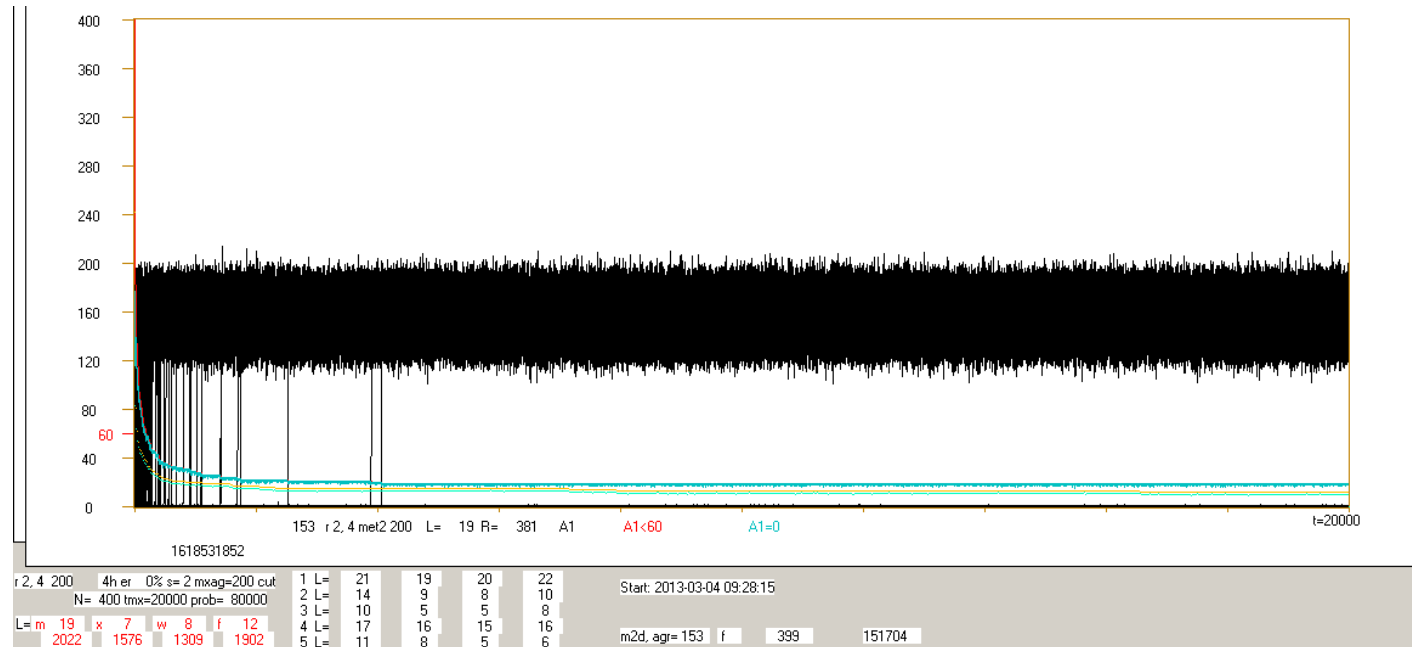 400
360
320
280
240
200
160
120
80
60
40
0
153 r 2, 4 met2 200 L= 19 R= 381 A1 A1<60 A1=0 t=20000
1618531852
r 2, 4 200 4h er 0% s= 2 mxag=200 cut 1 L= 21 19 20 22 Start: 2013-03-04 09:28:15
N= 400 tmx=20000 prob= 80000 2 L= 14 9 8 10
3 L= 10 5 5 8
L= m 19 x 7 w 8 f 12 4 L= 17 16 15 16
2022 1576 1309 1902 5 L= 11 8 5 6 m2d, agr= 153 f 399 151704